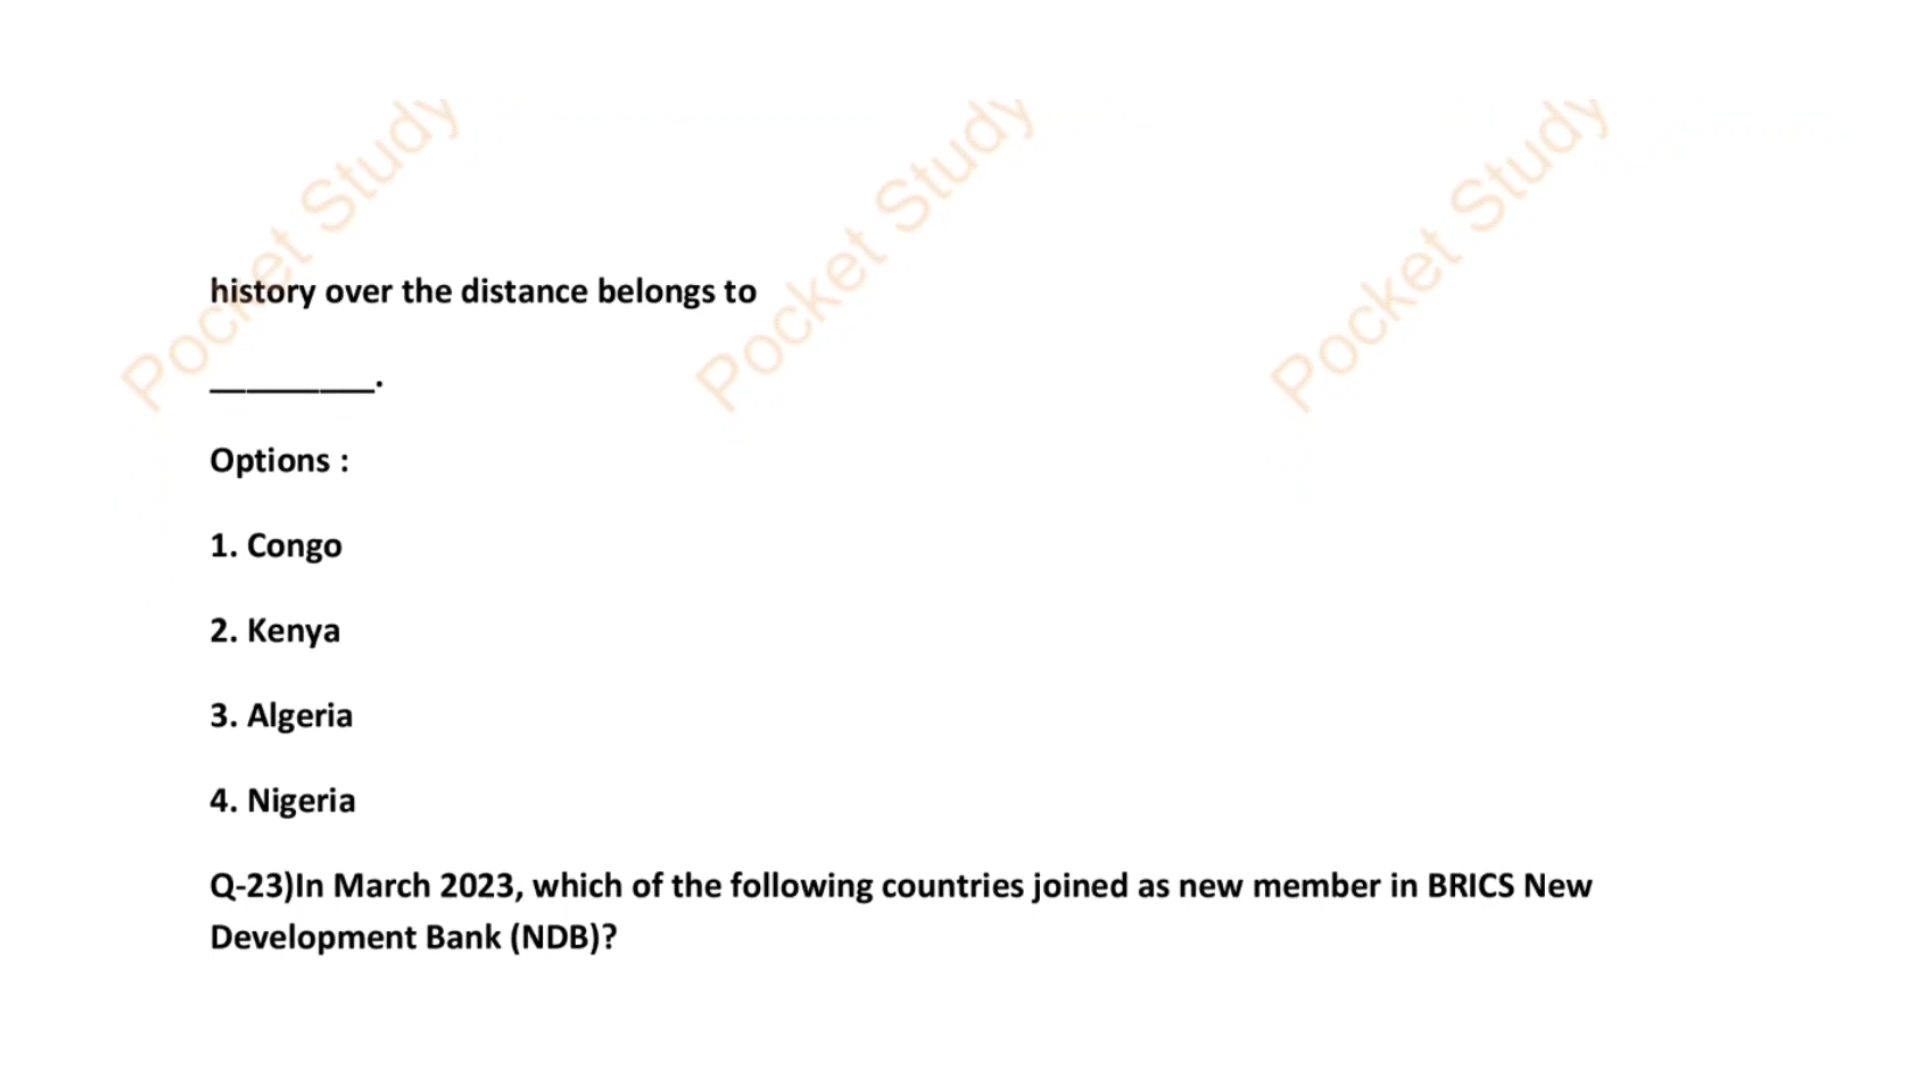 Pocket Study Pocket Study Pocket Study
history over the distance belongs to
_________.
Options :
1. Congo
2. Kenya
3. Algeria
4. Nigeria
Q-23)In March 2023, which of the following countries joined as new member in BRICS New
Development Bank (NDB)?